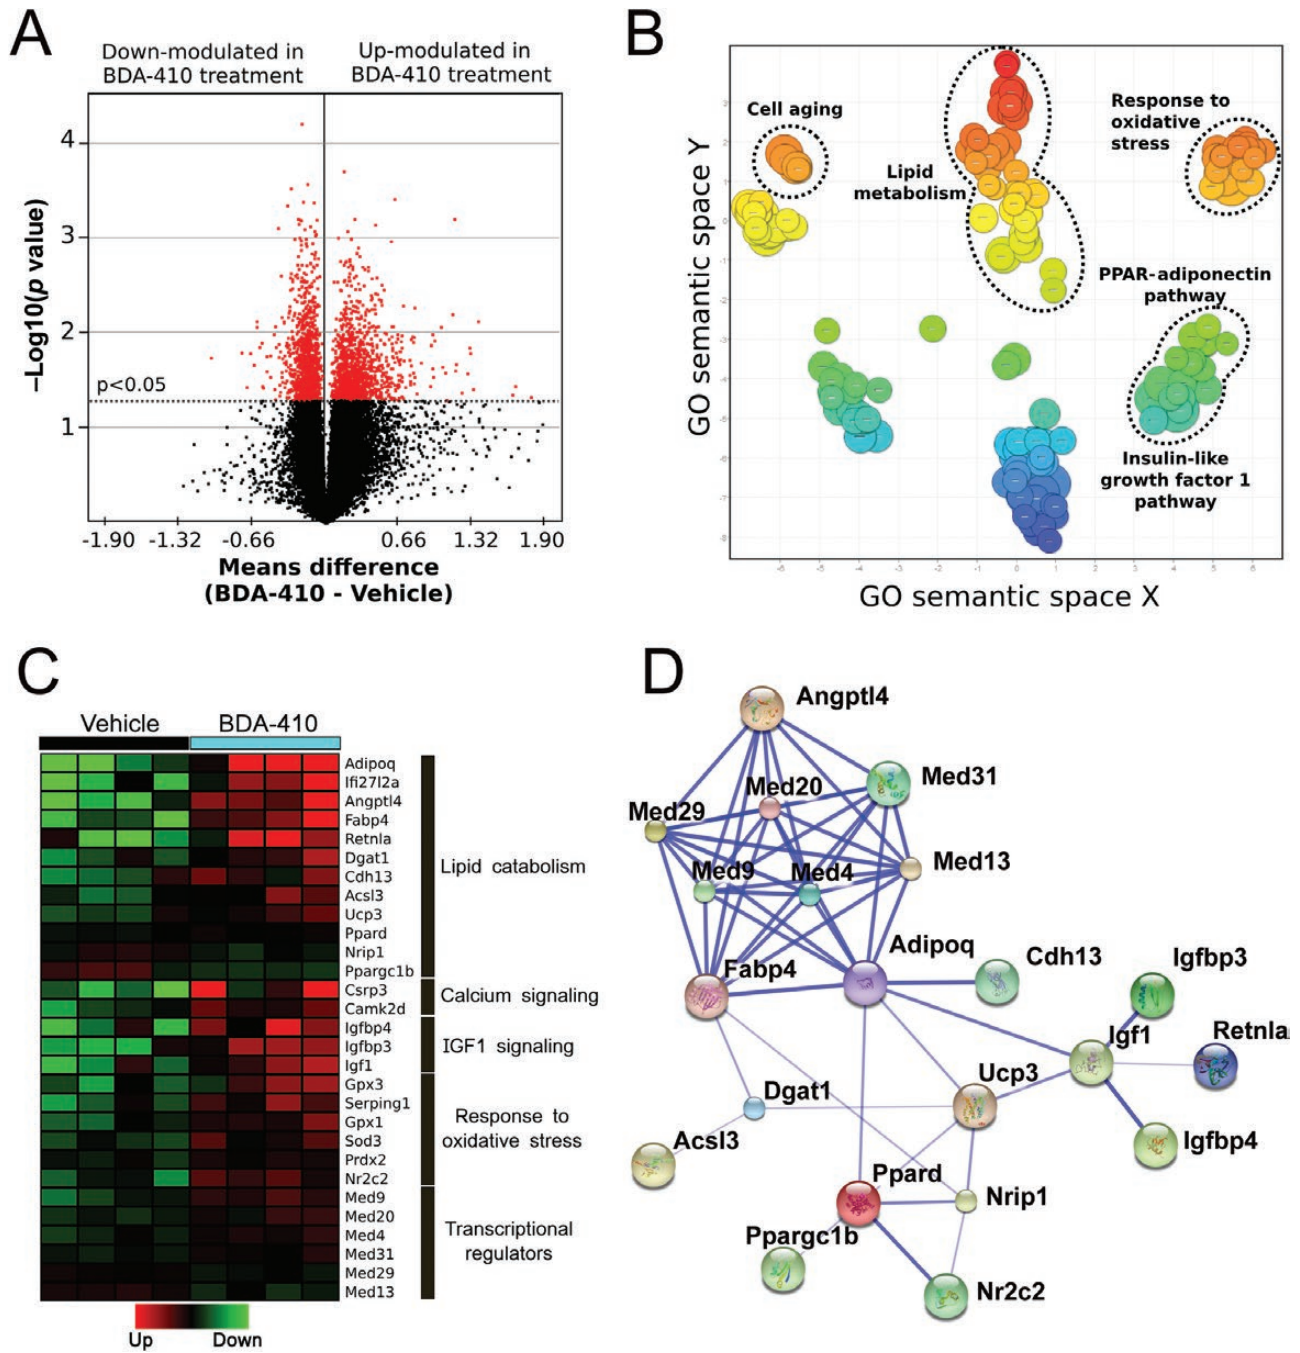 A
Down-modulated in
BDA-410 treatment
Up-modulated in
BDA-410 treatment
4
3
2
1
p<0.05
−Log10(p value)
-1.90 -1.32 -0.66 0.66 1.32 1.90
Means difference
(BDA-410 - Vehicle)
B
Cell aging
Lipid
metabolism
Response to
oxidative
stress
PPAR-adiponectin
pathway
Insulin-like
growth factor 1
pathway
GO semantic space Y
GO semantic space X
C
Vehicle BDA-410
Adipoq
Ifi27l2a
Angptl4
Fabp4
Retnla
Dgat1
Cdh13
Acsl3
Ucp3
Ppard
Nrip1
Ppargc1b
Csrp3
Camk2d
Igfbp4
Igfbp3
Igf1
Gpx3
Serping1
Gpx1
Sod3
Prdx2
Nr2c2
Med9
Med20
Med4
Med31
Med29
Med13
Lipid catabolism
Calcium signaling
IGF1 signaling
Response to
oxidative stress
Transcriptional
regulators
Up Down
D
Angptl4
Med31
Med20
Med29
Med13
Med9
Med4
Adipoq
Fabp4
Cdh13
Igfbp3
Igf1
Retnla
Ucp3
Dgat1
Acsl3
Igfbp4
Ppard
Nrip1
Ppargc1b
Nr2c2